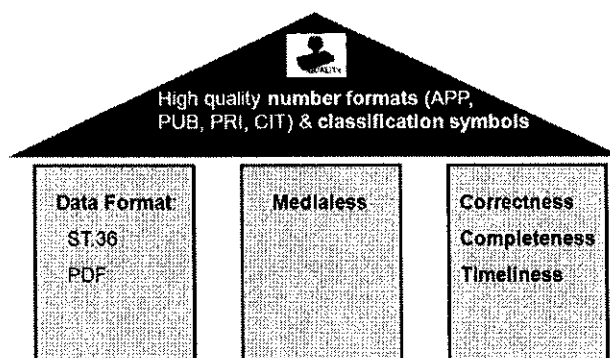 QUALITY
High quality number formats (APP,
PUB, PRI, CIT) & classification symbols
Data Format:
ST.36
PDF
Medialess
Correctness
Completeness
Timeliness